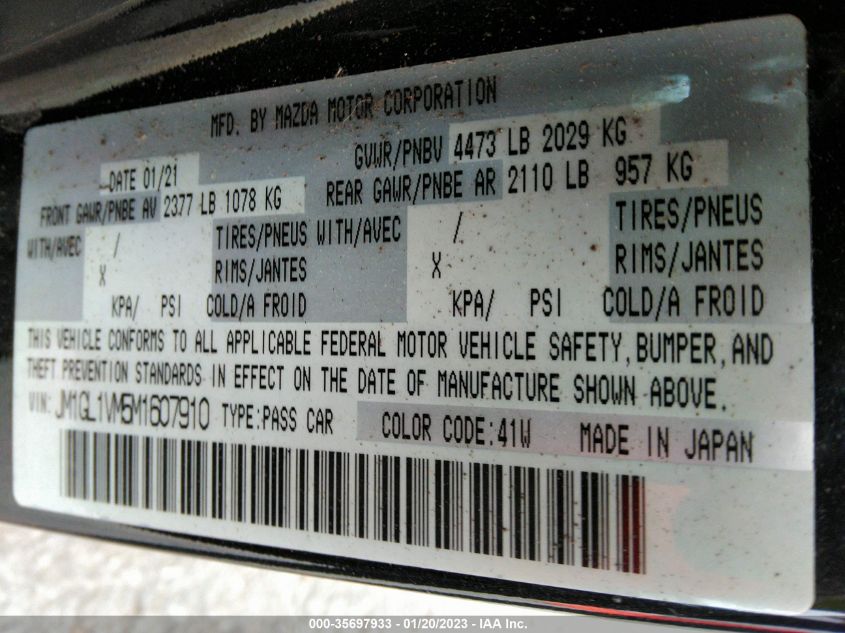 MFD. BY MAZDA MOTOR CORPORATION
DATE 01/21 GVWR/PNBV 4473 LB 2029 KG
FRONT GAWR/PNBE AV 2377 LB 1078 KG REAR GAWR/PNBE AR 2110 LB 957 KG
WITH/AVEC / TIRES/PNEUS WITH/AVEC / TIRES/PNEUS
X RIMS/JANTES X RIMS/JANTES
KPA/ PSI COLD/A FROID KPA/ PSI COLD/A FROID
THIS VEHICLE CONFORMS TO ALL APPLICABLE FEDERAL MOTOR VEHICLE SAFETY, BUMPER, AND
THEFT PREVENTION STANDARDS IN EFFECT ON THE DATE OF MANUFACTURE SHOWN ABOVE.
VIN: JM1GL1VM5M1607910 TYPE:PASS CAR COLOR CODE:41W MADE IN JAPAN
000-35697933 - 01/20/2023 - IAA Inc.